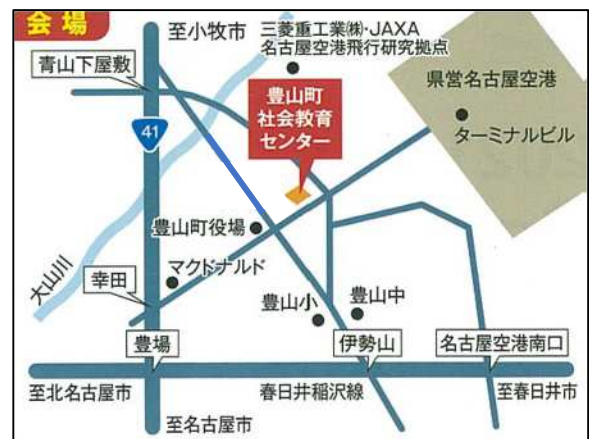 会場
至小牧市
三菱重工業㈱・JAXA
名古屋空港飛行研究拠点
青山下屋敷
豊山町
社会教育
センター
県営名古屋空港
ターミナルビル
41
豊山町役場
大山川
マクドナルド
幸田
豊山小
豊山中
豊場
伊勢山
名古屋空港南口
至北名古屋市
春日井稲沢線
至春日井市
至名古屋市